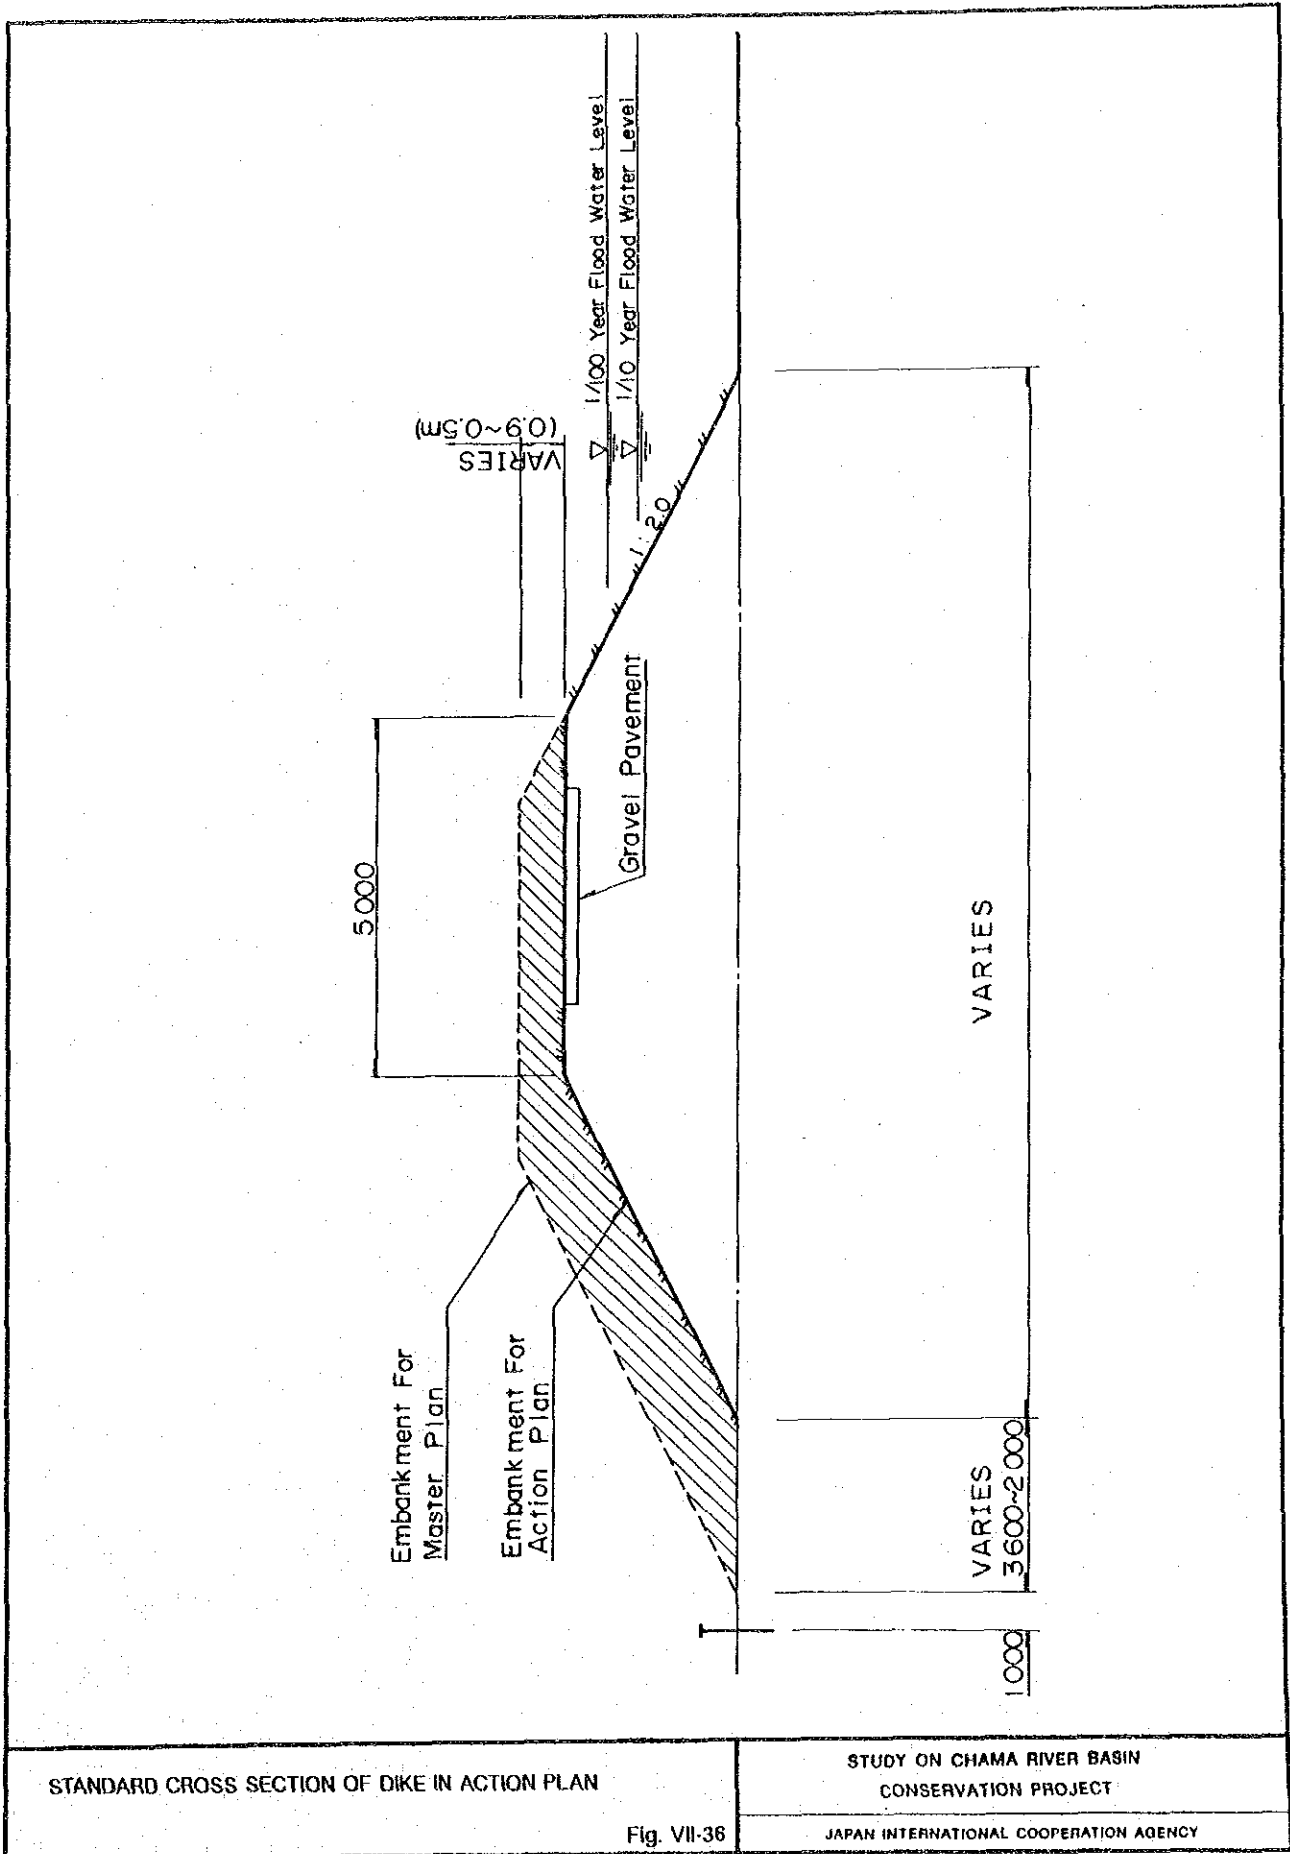 1/100 Year Flood Water Level
1/10 Year Flood Water Level
VARIES
(0.9~0.5m)
1 : 2.0
5000
Gravel Pavement
Embankment For
Master Plan
Embankment For
Action Plan
VARIES
VARIES
3600~2000
1000
STANDARD CROSS SECTION OF DIKE IN ACTION PLAN
Fig. VII-36
STUDY ON CHAMA RIVER BASIN
CONSERVATION PROJECT
JAPAN INTERNATIONAL COOPERATION AGENCY